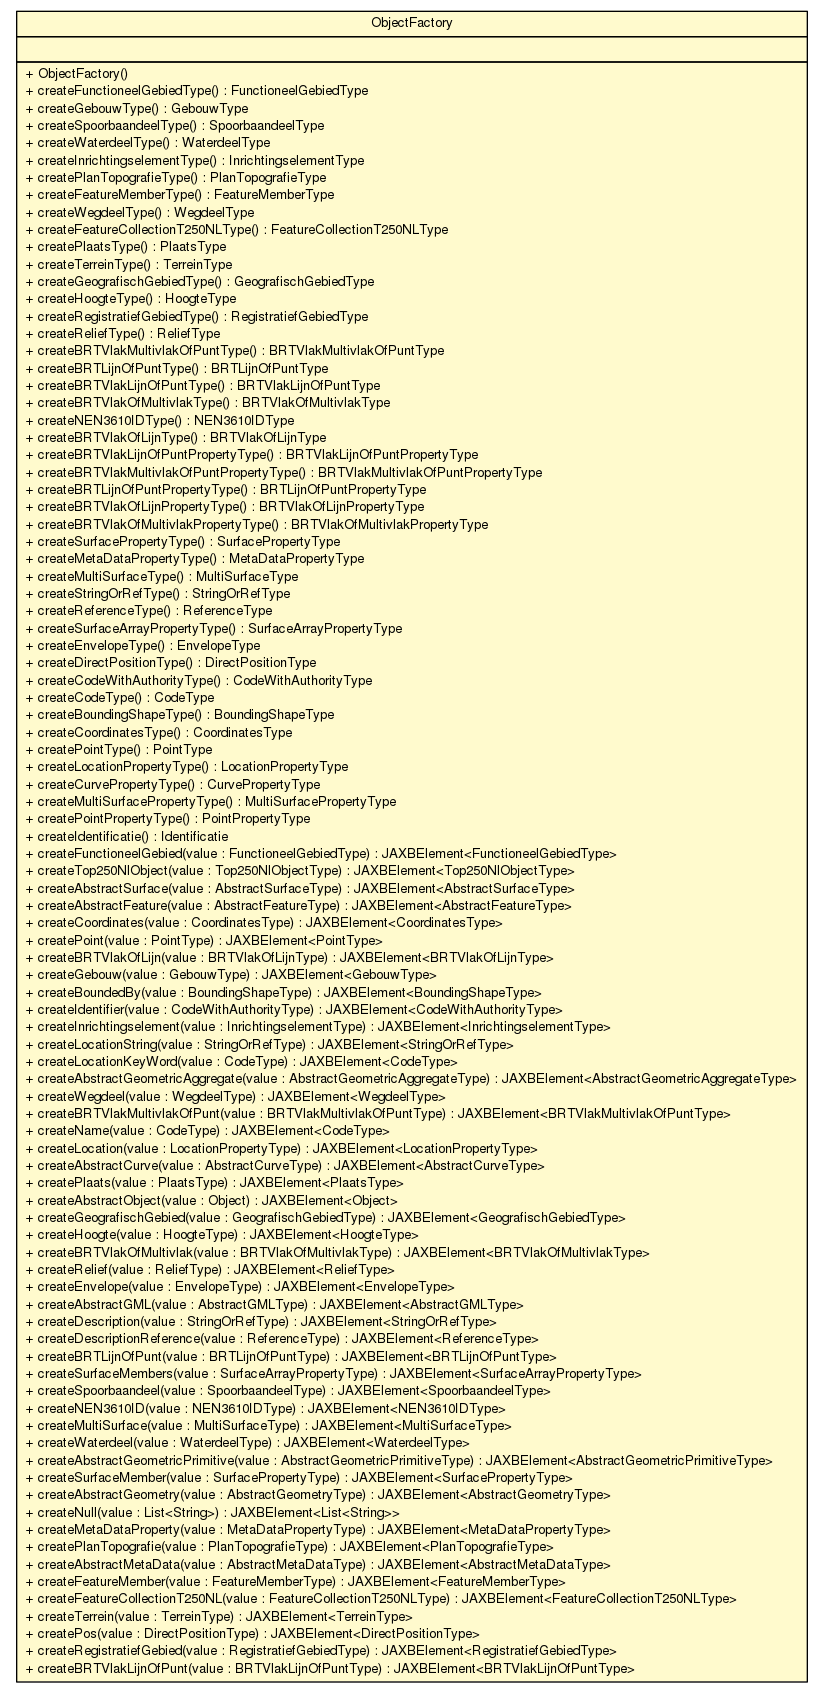 ObjectFactory
+ ObjectFactory()
+ createFunctioneelGebiedType() : FunctioneelGebiedType
+ createGebouwType() : GebouwType
+ createSpoorbaandeelType() : SpoorbaandeelType
+ createWaterdeelType() : WaterdeelType
+ createInrichtingselementType() : InrichtingselementType
+ createPlanTopografieType() : PlanTopografieType
+ createFeatureMemberType() : FeatureMemberType
+ createWegdeelType() : WegdeelType
+ createFeatureCollectionT250NLType() : FeatureCollectionT250NLType
+ createPlaatsType() : PlaatsType
+ createTerreinType() : TerreinType
+ createGeografischGebiedType() : GeografischGebiedType
+ createHoogteType() : HoogteType
+ createRegistratiefGebiedType() : RegistratiefGebiedType
+ createReliefType() : ReliefType
+ createBRTVlakMultivlakOfPuntType() : BRTVlakMultivlakOfPuntType
+ createBRTLijnOfPuntType() : BRTLijnOfPuntType
+ createBRTVlakLijnOfPuntType() : BRTVlakLijnOfPuntType
+ createBRTVlakOfMultivlakType() : BRTVlakOfMultivlakType
+ createNEN3610IDType() : NEN3610IDType
+ createBRTVlakOfLijnType() : BRTVlakOfLijnType
+ createBRTVlakLijnOfPuntPropertyType() : BRTVlakLijnOfPuntPropertyType
+ createBRTVlakMultivlakOfPuntPropertyType() : BRTVlakMultivlakOfPuntPropertyType
+ createBRTLijnOfPuntPropertyType() : BRTLijnOfPuntPropertyType
+ createBRTVlakOfLijnPropertyType() : BRTVlakOfLijnPropertyType
+ createBRTVlakOfMultivlakPropertyType() : BRTVlakOfMultivlakPropertyType
+ createSurfacePropertyType() : SurfacePropertyType
+ createMetaDataPropertyType() : MetaDataPropertyType
+ createMultiSurfaceType() : MultiSurfaceType
+ createStringOrRefType() : StringOrRefType
+ createReferenceType() : ReferenceType
+ createSurfaceArrayPropertyType() : SurfaceArrayPropertyType
+ createEnvelopeType() : EnvelopeType
+ createDirectPositionType() : DirectPositionType
+ createCodeWithAuthorityType() : CodeWithAuthorityType
+ createCodeType() : CodeType
+ createBoundingShapeType() : BoundingShapeType
+ createCoordinatesType() : CoordinatesType
+ createPointType() : PointType
+ createLocationPropertyType() : LocationPropertyType
+ createCurvePropertyType() : CurvePropertyType
+ createMultiSurfacePropertyType() : MultiSurfacePropertyType
+ createPointPropertyType() : PointPropertyType
+ createIdentificatie() : Identificatie
+ createFunctioneelGebied(value : FunctioneelGebiedType) : JAXBElement<FunctioneelGebiedType>
+ createTop250NlObject(value : Top250NlObjectType) : JAXBElement<Top250NlObjectType>
+ createAbstractSurface(value : AbstractSurfaceType) : JAXBElement<AbstractSurfaceType>
+ createAbstractFeature(value : AbstractFeatureType) : JAXBElement<AbstractFeatureType>
+ createCoordinates(value : CoordinatesType) : JAXBElement<CoordinatesType>
+ createPoint(value : PointType) : JAXBElement<PointType>
+ createBRTVlakOfLijn(value : BRTVlakOfLijnType) : JAXBElement<BRTVlakOfLijnType>
+ createGebouw(value : GebouwType) : JAXBElement<GebouwType>
+ createBoundedBy(value : BoundingShapeType) : JAXBElement<BoundingShapeType>
+ createIdentifier(value : CodeWithAuthorityType) : JAXBElement<CodeWithAuthorityType>
+ createInrichtingselement(value : InrichtingselementType) : JAXBElement<InrichtingselementType>
+ createLocationString(value : StringOrRefType) : JAXBElement<StringOrRefType>
+ createLocationKeyWord(value : CodeType) : JAXBElement<CodeType>
+ createAbstractGeometricAggregate(value : AbstractGeometricAggregateType) : JAXBElement<AbstractGeometricAggregateType>
+ createWegdeel(value : WegdeelType) : JAXBElement<WegdeelType>
+ createBRTVlakMultivlakOfPunt(value : BRTVlakMultivlakOfPuntType) : JAXBElement<BRTVlakMultivlakOfPuntType>
+ createName(value : CodeType) : JAXBElement<CodeType>
+ createLocation(value : LocationPropertyType) : JAXBElement<LocationPropertyType>
+ createAbstractCurve(value : AbstractCurveType) : JAXBElement<AbstractCurveType>
+ createPlaats(value : PlaatsType) : JAXBElement<PlaatsType>
+ createAbstractObject(value : Object) : JAXBElement<Object>
+ createGeografischGebied(value : GeografischGebiedType) : JAXBElement<GeografischGebiedType>
+ createHoogte(value : HoogteType) : JAXBElement<HoogteType>
+ createBRTVlakOfMultivlak(value : BRTVlakOfMultivlakType) : JAXBElement<BRTVlakOfMultivlakType>
+ createRelief(value : ReliefType) : JAXBElement<ReliefType>
+ createEnvelope(value : EnvelopeType) : JAXBElement<EnvelopeType>
+ createAbstractGML(value : AbstractGMLType) : JAXBElement<AbstractGMLType>
+ createDescription(value : StringOrRefType) : JAXBElement<StringOrRefType>
+ createDescriptionReference(value : ReferenceType) : JAXBElement<ReferenceType>
+ createBRTLijnOfPunt(value : BRTLijnOfPuntType) : JAXBElement<BRTLijnOfPuntType>
+ createSurfaceMembers(value : SurfaceArrayPropertyType) : JAXBElement<SurfaceArrayPropertyType>
+ createSpoorbaandeel(value : SpoorbaandeelType) : JAXBElement<SpoorbaandeelType>
+ createNEN3610ID(value : NEN3610IDType) : JAXBElement<NEN3610IDType>
+ createMultiSurface(value : MultiSurfaceType) : JAXBElement<MultiSurfaceType>
+ createWaterdeel(value : WaterdeelType) : JAXBElement<WaterdeelType>
+ createAbstractGeometricPrimitive(value : AbstractGeometricPrimitiveType) : JAXBElement<AbstractGeometricPrimitiveType>
+ createSurfaceMember(value : SurfacePropertyType) : JAXBElement<SurfacePropertyType>
+ createAbstractGeometry(value : AbstractGeometryType) : JAXBElement<AbstractGeometryType>
+ createNull(value : List<String>) : JAXBElement<List<String>>
+ createMetaDataProperty(value : MetaDataPropertyType) : JAXBElement<MetaDataPropertyType>
+ createPlanTopografie(value : PlanTopografieType) : JAXBElement<PlanTopografieType>
+ createAbstractMetaData(value : AbstractMetaDataType) : JAXBElement<AbstractMetaDataType>
+ createFeatureMember(value : FeatureMemberType) : JAXBElement<FeatureMemberType>
+ createFeatureCollectionT250NL(value : FeatureCollectionT250NLType) : JAXBElement<FeatureCollectionT250NLType>
+ createTerrein(value : TerreinType) : JAXBElement<TerreinType>
+ createPos(value : DirectPositionType) : JAXBElement<DirectPositionType>
+ createRegistratiefGebied(value : RegistratiefGebiedType) : JAXBElement<RegistratiefGebiedType>
+ createBRTVlakLijnOfPunt(value : BRTVlakLijnOfPuntType) : JAXBElement<BRTVlakLijnOfPuntType>